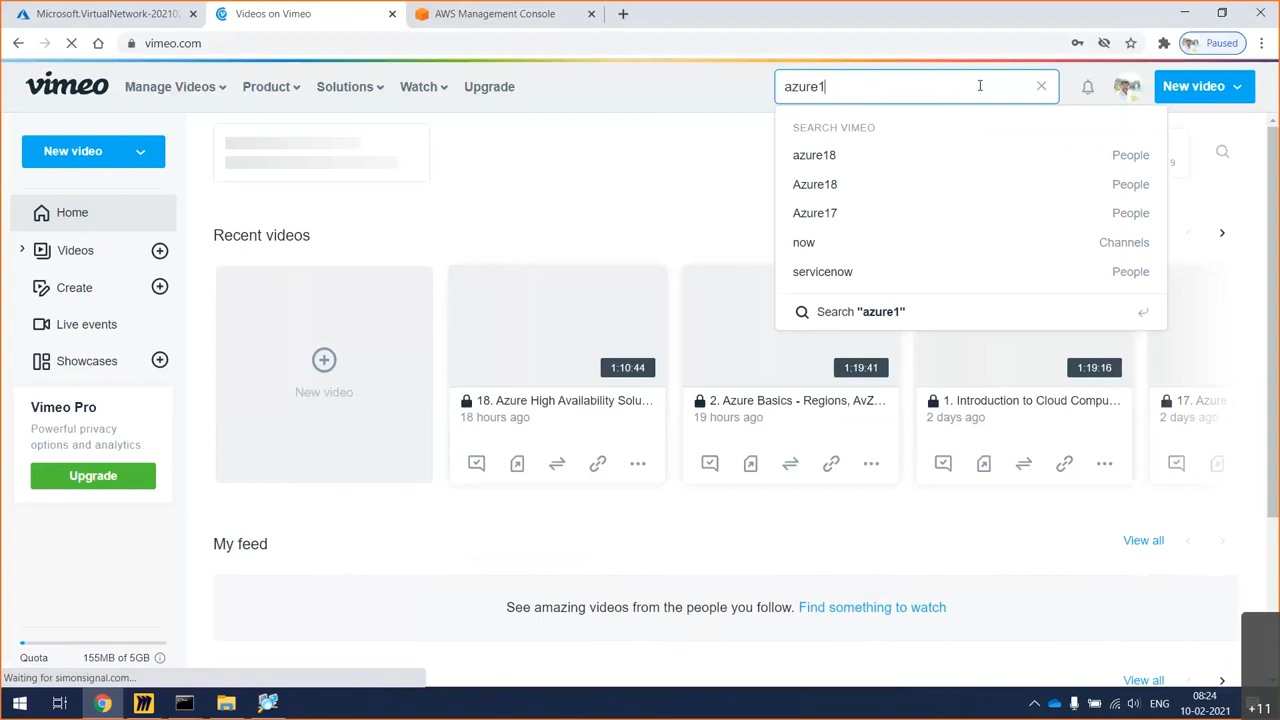 Microsoft.VirtualNetwork-20210
Videos on Vimeo
AWS Management Console
vimeo.com
Paused
vimeo
Manage Videos
Product
Solutions
Watch
Upgrade
azure1
New video
New video
SEARCH VIMEO
azure18 People
Azure18 People
Azure17 People
now Channels
servicenow People
Search "azure1"
9
Home
Videos
Create
Live events
Showcases
Recent videos
New video
1:10:44
18. Azure High Availability Solu...
18 hours ago
1:19:41
2. Azure Basics - Regions, AvZ...
19 hours ago
1:19:16
1. Introduction to Cloud Compu...
2 days ago
17. Azure
2 days ago
Vimeo Pro
Powerful privacy
options and analytics.
Upgrade
My feed
View all
See amazing videos from the people you follow. Find something to watch
View all
Quota 155MB of 5GB
Waiting for simonsignal.com...
ENG
08:24
10-02-2021
+11